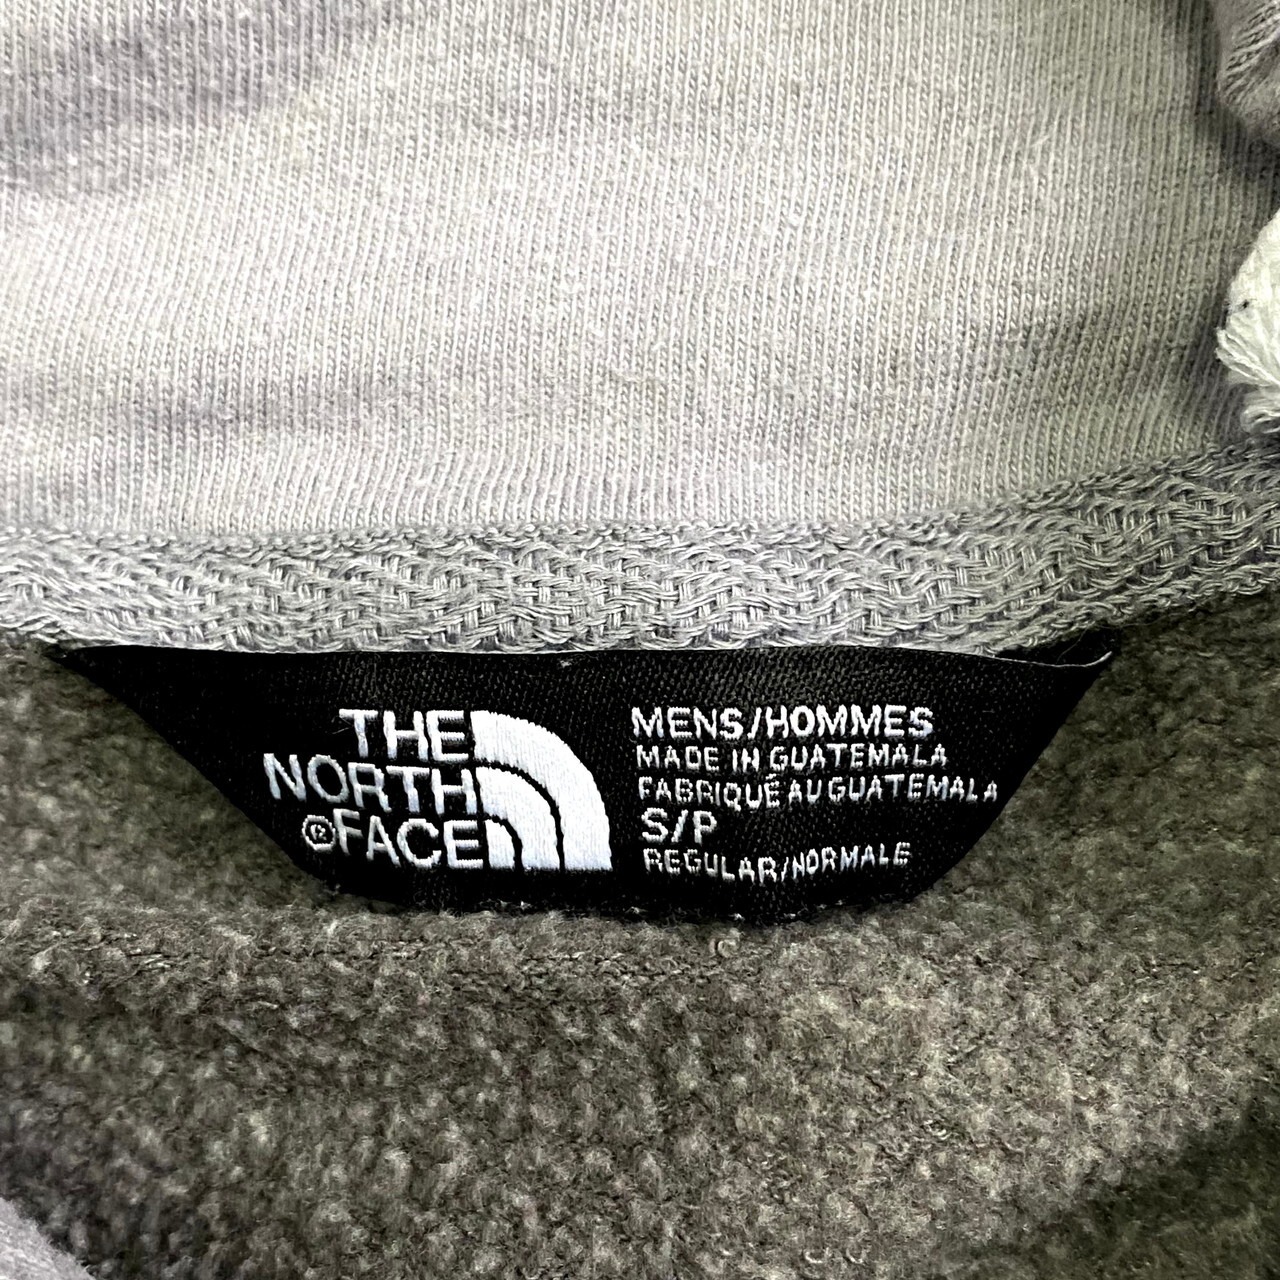 THE
NORTH
®FACE
MENS/HOMMES
MADE IN GUATEMALA
FABRIQUÉ AU GUATEMALA
S/P
REGULAR/NORMALE